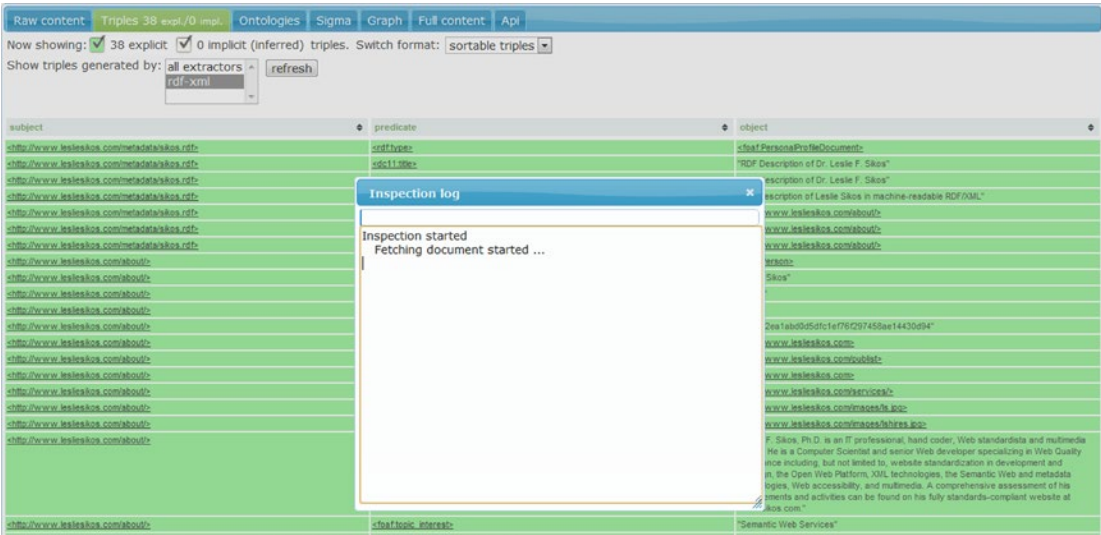 Raw content Triples 38 expl./0 impl. Ontologies Sigma Graph Full content Api
Now showing: 38 explicit 0 implicit (inferred) triples. Switch format: sortable triples
Show triples generated by: all extractors refresh
rdf-xml
subject predicate object
<http://www.lesliesikos.com/metadata/sikos.rdf> <rdf:type> <foaf:PersonalProfileDocument>
<http://www.lesliesikos.com/metadata/sikos.rdf> <dc11:title> "RDF Description of Dr. Leslie F. Sikos"
<http://www.lesliesikos.com/metadata/sikos.rdf> escription of Dr. Leslie F. Sikos"
<http://www.lesliesikos.com/metadata/sikos.rdf> escription of Leslie Sikos in machine-readable RDF/XML"
<http://www.lesliesikos.com/metadata/sikos.rdf> www.lesliesikos.com/about/>
<http://www.lesliesikos.com/metadata/sikos.rdf> www.lesliesikos.com/about/>
<http://www.lesliesikos.com/metadata/sikos.rdf> www.lesliesikos.com/about/>
<http://www.lesliesikos.com/about/> erson>
<http://www.lesliesikos.com/about/> Sikos"
<http://www.lesliesikos.com/about/>
<http://www.lesliesikos.com/about/>
<http://www.lesliesikos.com/about/>
<http://www.lesliesikos.com/about/> www.lesliesikos.com>
<http://www.lesliesikos.com/about/> www.lesliesikos.com/publist>
<http://www.lesliesikos.com/about/> www.lesliesikos.com>
<http://www.lesliesikos.com/about/> www.lesliesikos.com/services/>
<http://www.lesliesikos.com/about/> www.lesliesikos.com/images/ls.jpg>
<http://www.lesliesikos.com/about/> www.lesliesikos.com/images/lshires.jpg>
<http://www.lesliesikos.com/about/> F. Sikos, Ph.D. is an IT professional, hand coder, Web standardista and multimedia
He is a Computer Scientist and senior Web developer specializing in Web Quality
nce including, but not limited to, website standardization in development and
n, the Open Web Platform, XML technologies, the Semantic Web and metadata
ologies, Web accessibility, and multimedia. A comprehensive assessment of his
ements and activities can be found on his fully standards-compliant website at
ikos.com."
<http://www.lesliesikos.com/about/> <foaf:topic_interest> "Semantic Web Services"
Inspection log
Inspection started
Fetching document started ...